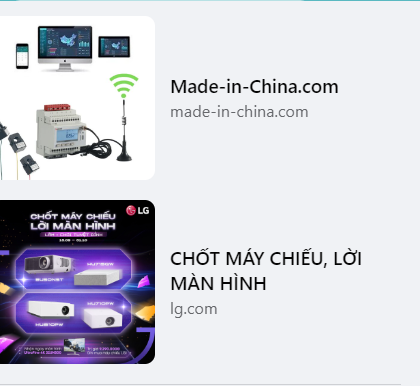 Made-in-China.com
made-in-china.com
LG
CHỐT MÁY CHIẾU
LỜI MÀN HÌNH
CHỐT MÁY CHIẾU, LỜI
MÀN HÌNH
lg.com